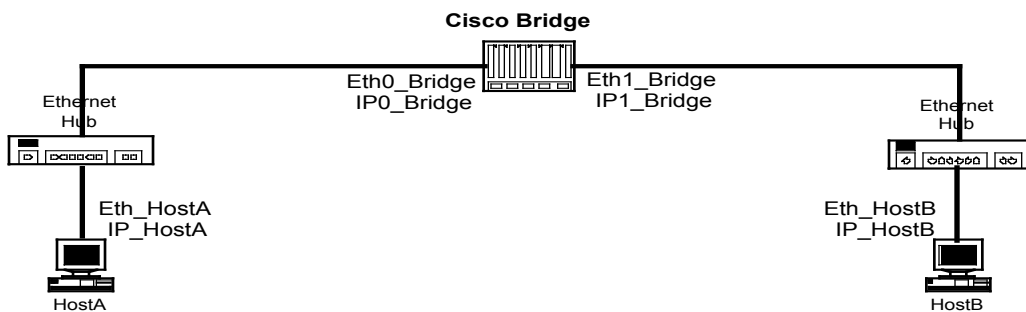 Cisco Bridge
Eth0_Bridge
IP0_Bridge
Eth1_Bridge
IP1_Bridge
Ethernet
Hub
Ethernet
Hub
Eth_HostA
IP_HostA
Eth_HostB
IP_HostB
HostA
HostB